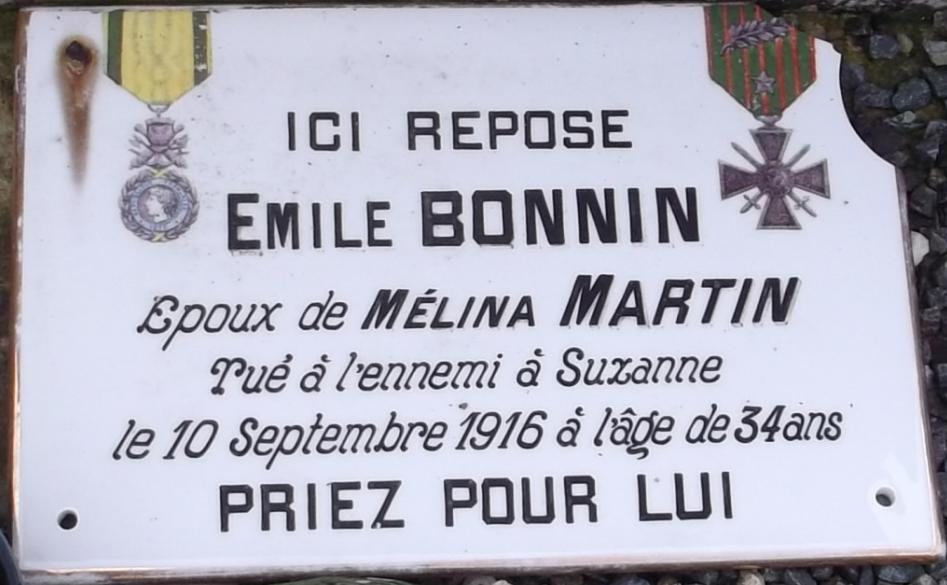 ICI REPOSE
EMILE BONNIN
Epoux de MÉLINA MARTIN
Tué à l'ennemi à Suzanne
le 10 Septembre 1916 à l'âge de 34 ans
PRIEZ POUR LUI